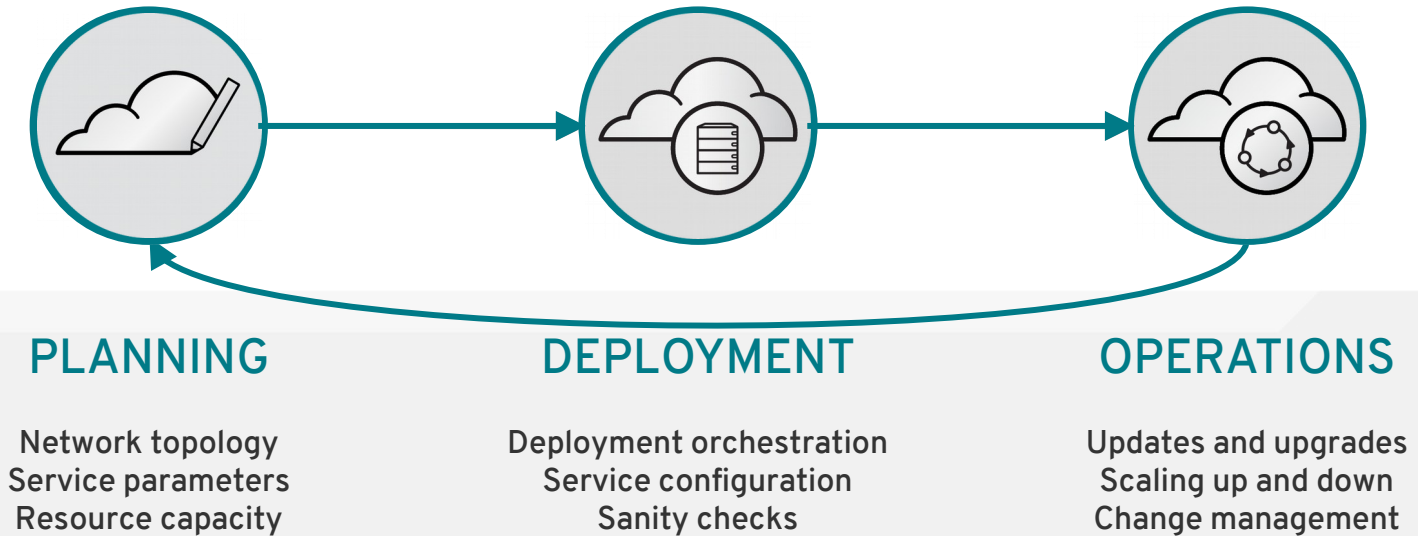 PLANNING
Network topology
Service parameters
Resource capacity
DEPLOYMENT
Deployment orchestration
Service configuration
Sanity checks
OPERATIONS
Updates and upgrades
Scaling up and down
Change management